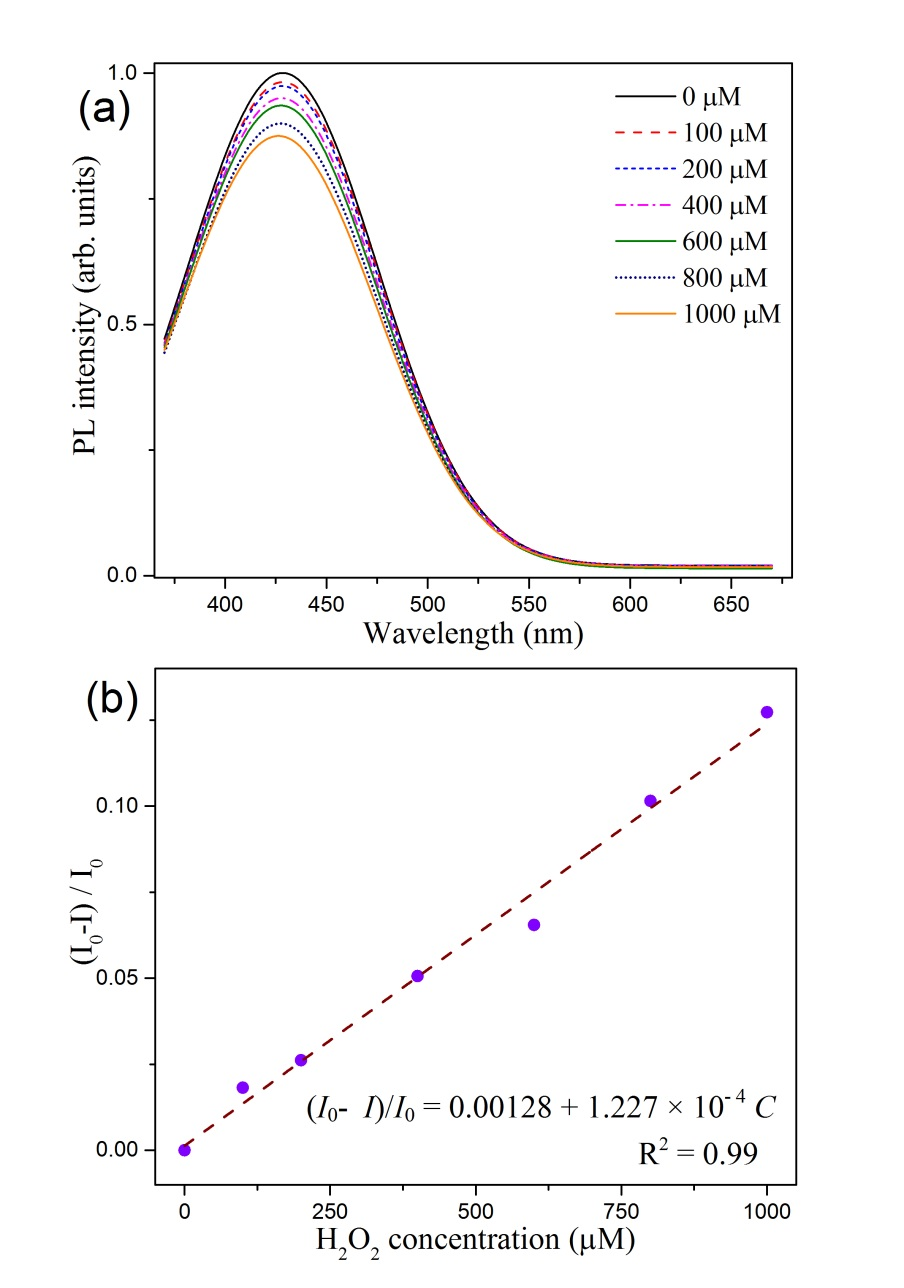 (a)
1.0
0.5
0.0
PL intensity (arb. units)
0 μM
100 μM
200 μM
400 μM
600 μM
800 μM
1000 μM
400 450 500 550 600 650
Wavelength (nm)
(b)
0.10
0.05
0.00
(I₀-I) / I₀
(I₀- I)/I₀ = 0.00128 + 1.227 × 10⁻⁴ C
R² = 0.99
0 250 500 750 1000
H₂O₂ concentration (μM)